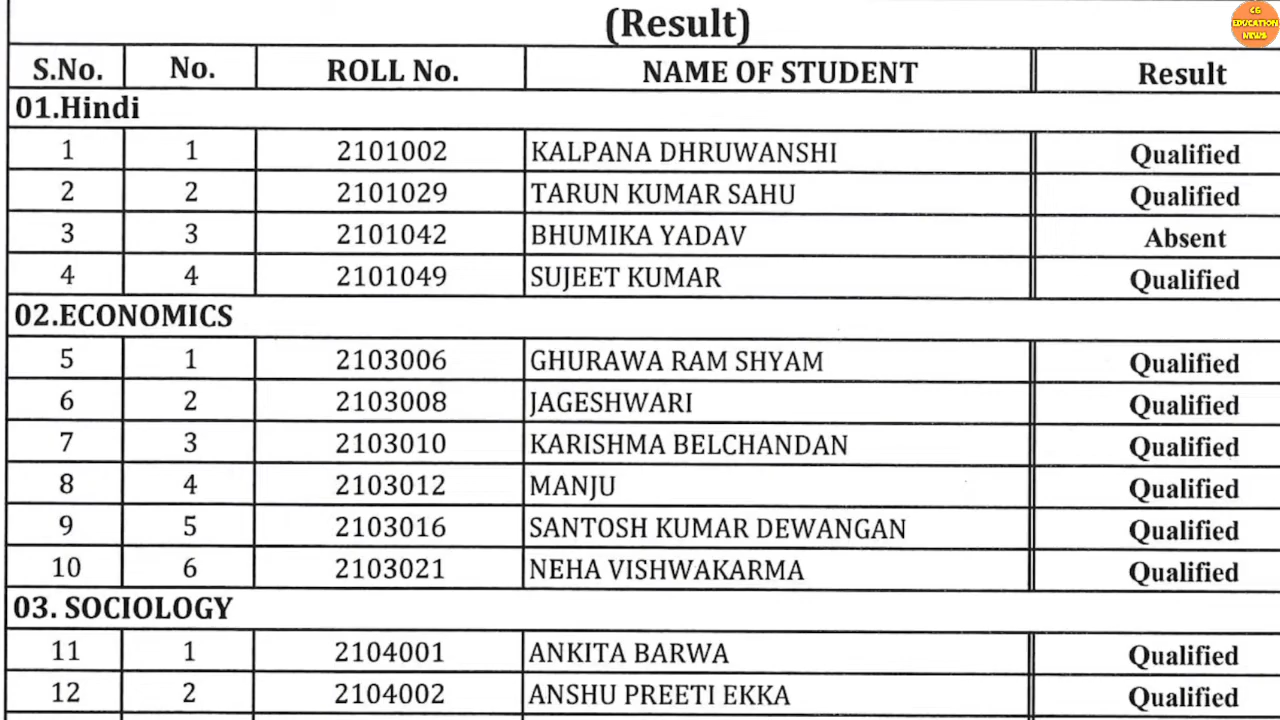 CG
EDUCATION
NEWS
(Result)
S.No. No. ROLL No. NAME OF STUDENT Result
01.Hindi
1 1 2101002 KALPANA DHRUWANSHI Qualified
2 2 2101029 TARUN KUMAR SAHU Qualified
3 3 2101042 BHUMIKA YADAV Absent
4 4 2101049 SUJEET KUMAR Qualified
02.ECONOMICS
5 1 2103006 GHURAWA RAM SHYAM Qualified
6 2 2103008 JAGESHWARI Qualified
7 3 2103010 KARISHMA BELCHANDAN Qualified
8 4 2103012 MANJU Qualified
9 5 2103016 SANTOSH KUMAR DEWANGAN Qualified
10 6 2103021 NEHA VISHWAKARMA Qualified
03. SOCIOLOGY
11 1 2104001 ANKITA BARWA Qualified
12 2 2104002 ANSHU PREETI EKKA Qualified